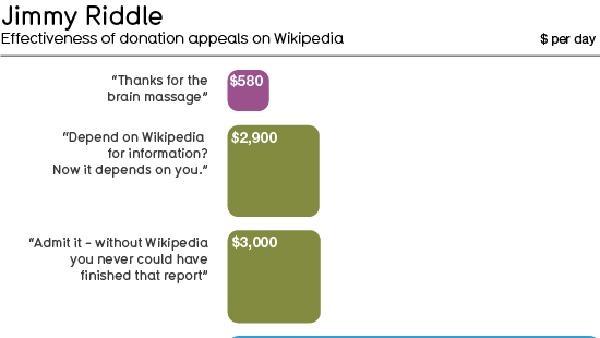 Jimmy Riddle
Effectiveness of donation appeals on Wikipedia
$ per day
"Thanks for the
brain massage"
$580
"Depend on Wikipedia
for information?
Now it depends on you."
$2,900
"Admit it – without Wikipedia
you never could have
finished that report"
$3,000